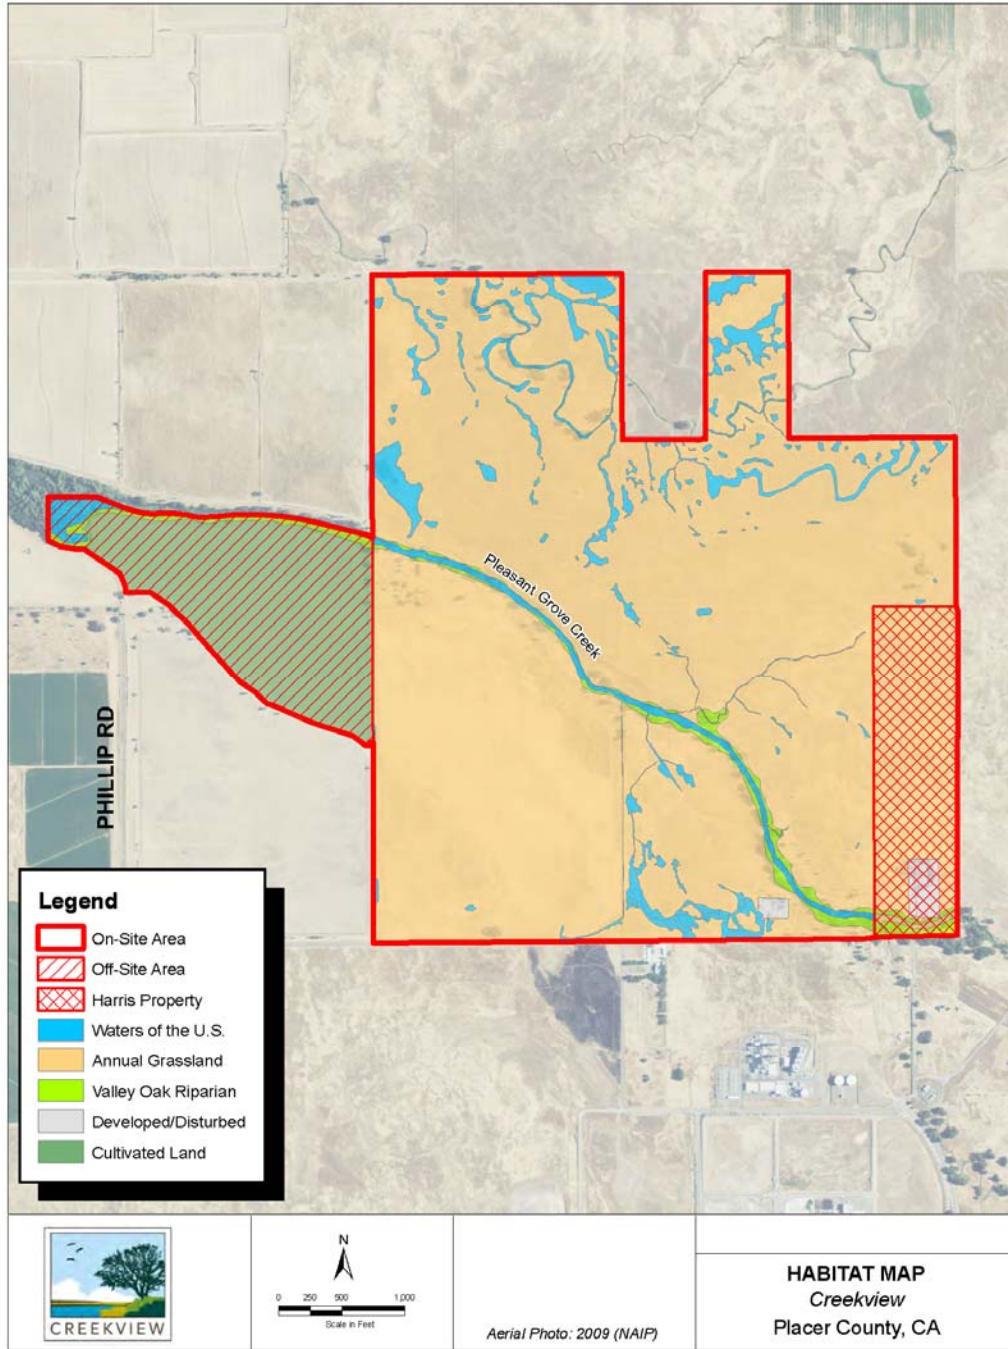 Pleasant Grove Creek
PHILLIP RD
Legend
On-Site Area
Off-Site Area
Harris Property
Waters of the U.S.
Annual Grassland
Valley Oak Riparian
Developed/Disturbed
Cultivated Land
CREEKVIEW
N
0 250 500 1,000
Scale in Feet
Aerial Photo: 2009 (NAIP)
HABITAT MAP
Creekview
Placer County, CA